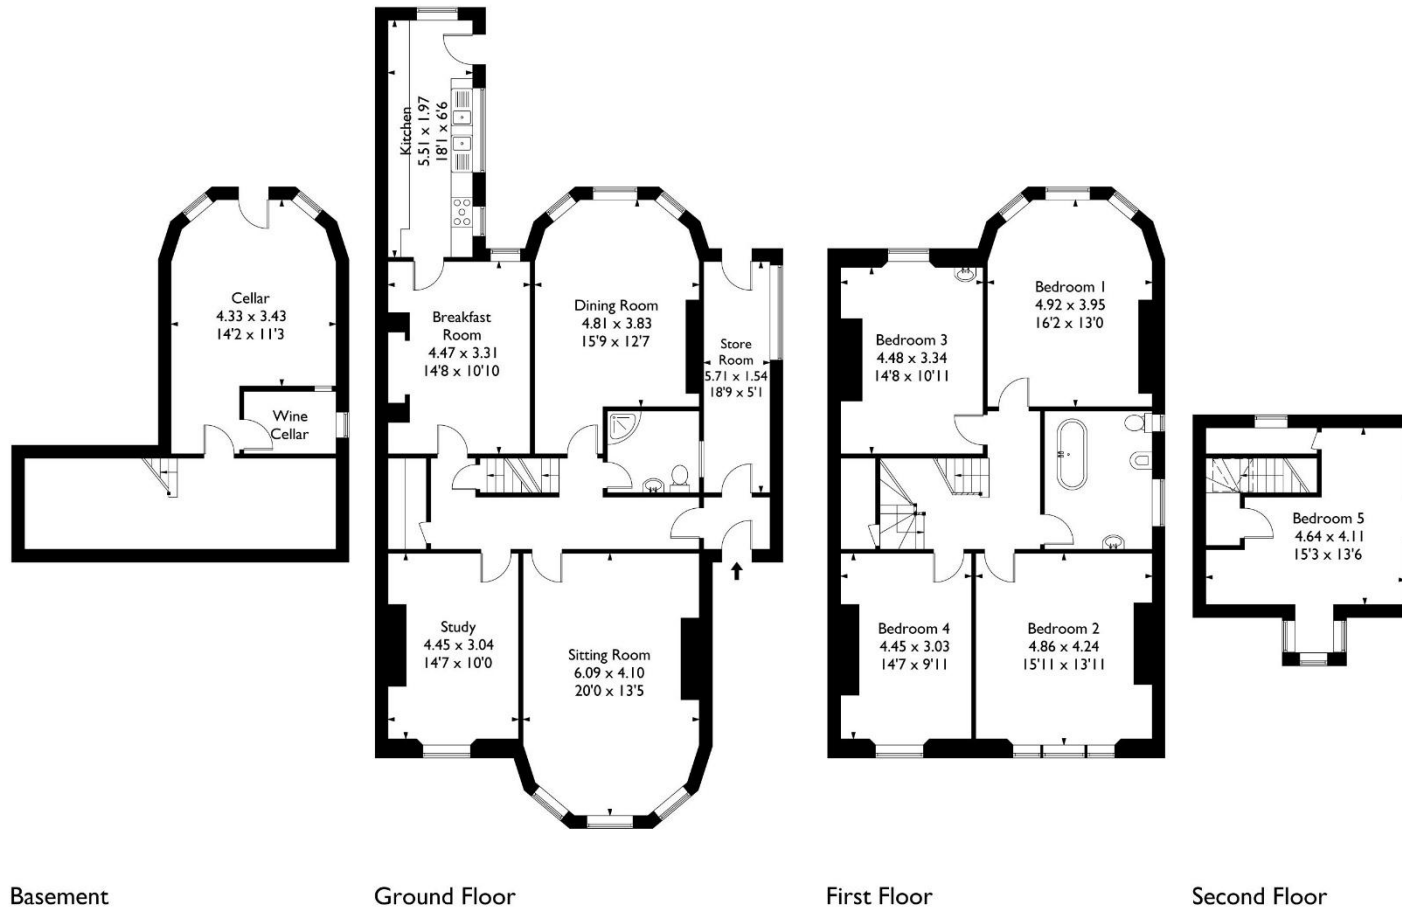 Kitchen
5.51 x 1.97
18'1 x 6'6
Cellar
4.33 x 3.43
14'2 x 11'3
Wine
Cellar
Breakfast
Room
4.47 x 3.31
14'8 x 10'10
Dining Room
4.81 x 3.83
15'9 x 12'7
Store
Room
5.71 x 1.54
18'9 x 5'1
Study
4.45 x 3.04
14'7 x 10'0
Sitting Room
6.09 x 4.10
20'0 x 13'5
Bedroom 3
4.48 x 3.34
14'8 x 10'11
Bedroom 1
4.92 x 3.95
16'2 x 13'0
Bedroom 4
4.45 x 3.03
14'7 x 9'11
Bedroom 2
4.86 x 4.24
15'11 x 13'11
Bedroom 5
4.64 x 4.11
15'3 x 13'6
Basement
Ground Floor
First Floor
Second Floor